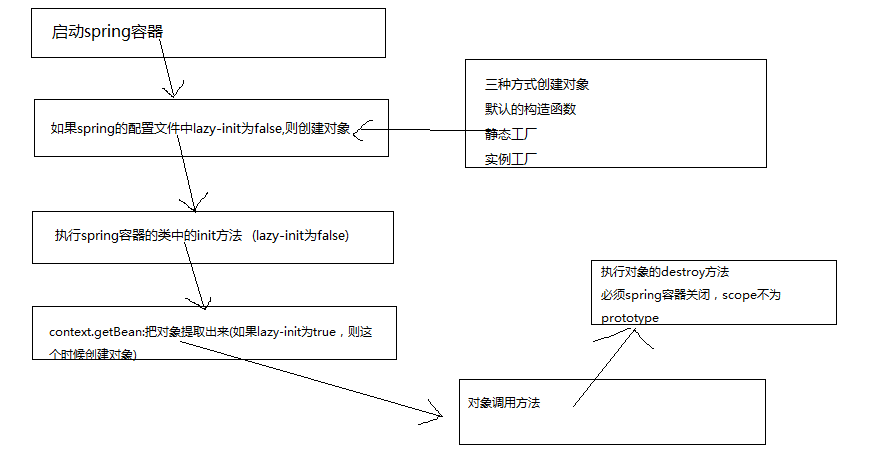 启动spring容器
三种方式创建对象
默认的构造函数
静态工厂
实例工厂
如果spring的配置文件中lazy-init为false,则创建对象
执行spring容器的类中的init方法 (lazy-init为false)
context.getBean:把对象提取出来(如果lazy-init为true，则这
个时候创建对象)
执行对象的destroy方法
必须spring容器关闭，scope不为
prototype
对象调用方法